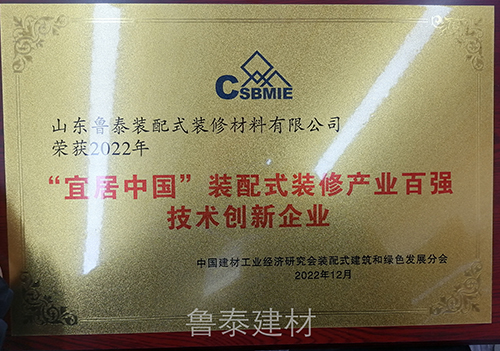 CSBMIE
山东鲁泰装配式装修材料有限公司
荣获2022年
“宜居中国”装配式装修产业百强
技术创新企业
中国建材工业经济研究会装配式建筑和绿色发展分会
2022年12月
鲁泰建材